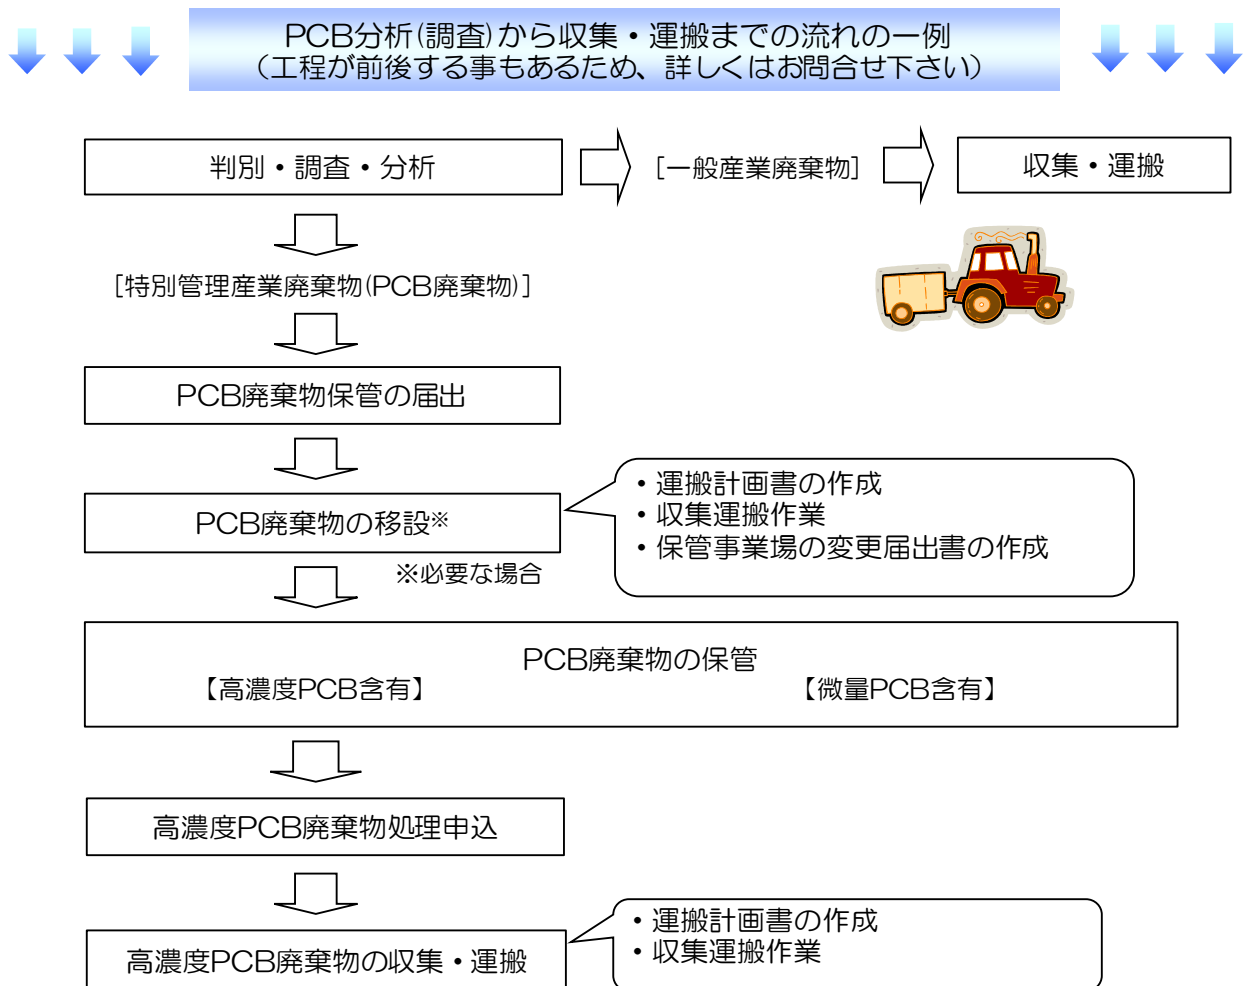 PCB分析(調査)から収集・運搬までの流れの一例
（工程が前後する事もあるため、詳しくはお問合せ下さい）
判別・調査・分析
［一般産業廃棄物］
収集・運搬
［特別管理産業廃棄物(PCB廃棄物)］
PCB廃棄物保管の届出
PCB廃棄物の移設※
・運搬計画書の作成
・収集運搬作業
・保管事業場の変更届出書の作成
※必要な場合
PCB廃棄物の保管
【高濃度PCB含有】
【微量PCB含有】
高濃度PCB廃棄物処理申込
高濃度PCB廃棄物の収集・運搬
・運搬計画書の作成
・収集運搬作業